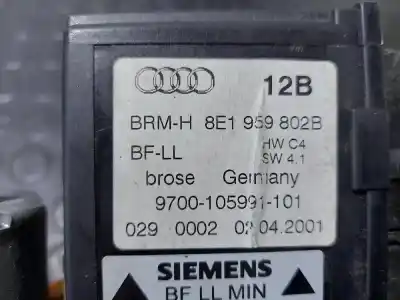 12B
BRM-H 8E1 959 802B
BF-LL HW C4
SW 4.1
brose Germany
9700-105991-101
029 0002 .04.2001
SIEMENS
BF LL MIN